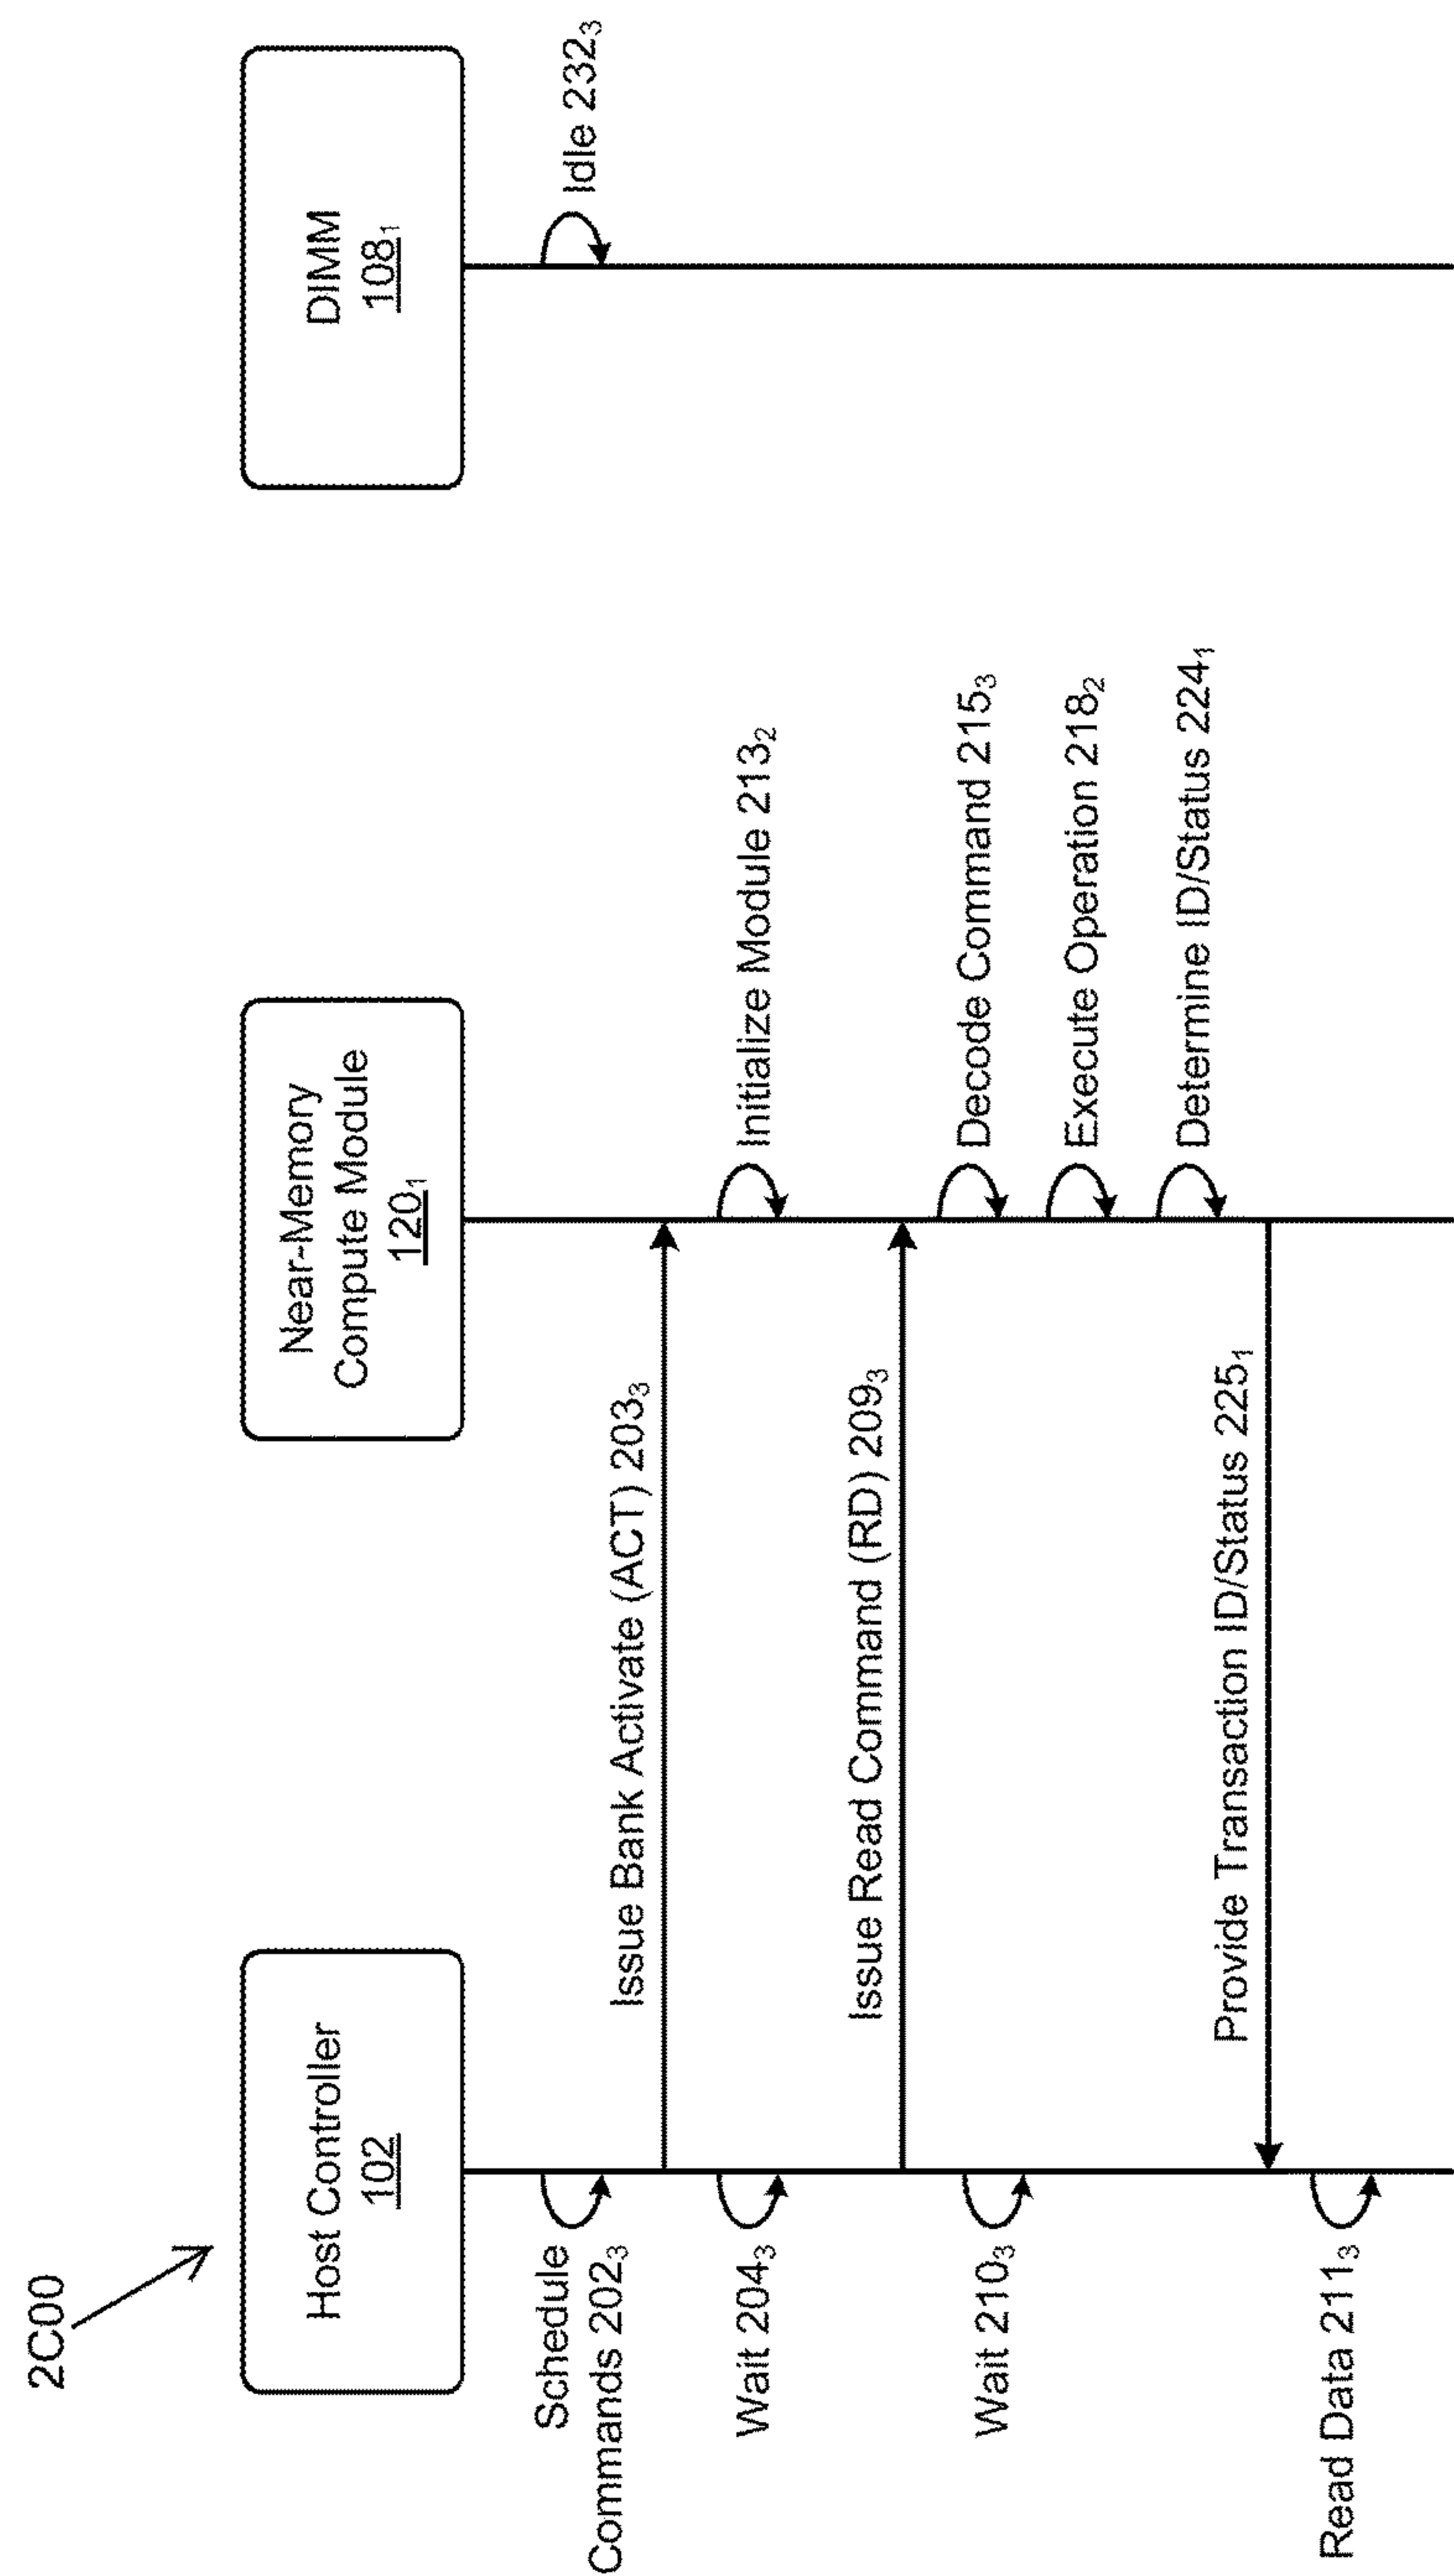 2C00
Host Controller
102
Near-Memory
Compute Module
120₁
DIMM
108₁
Schedule
Commands 202₃
Idle 232₃
Issue Bank Activate (ACT) 203₃
Wait 204₃
Initialize Module 213₂
Issue Read Command (RD) 209₃
Wait 210₃
Decode Command 215₃
Execute Operation 218₂
Determine ID/Status 224₁
Provide Transaction ID/Status 225₁
Read Data 211₃